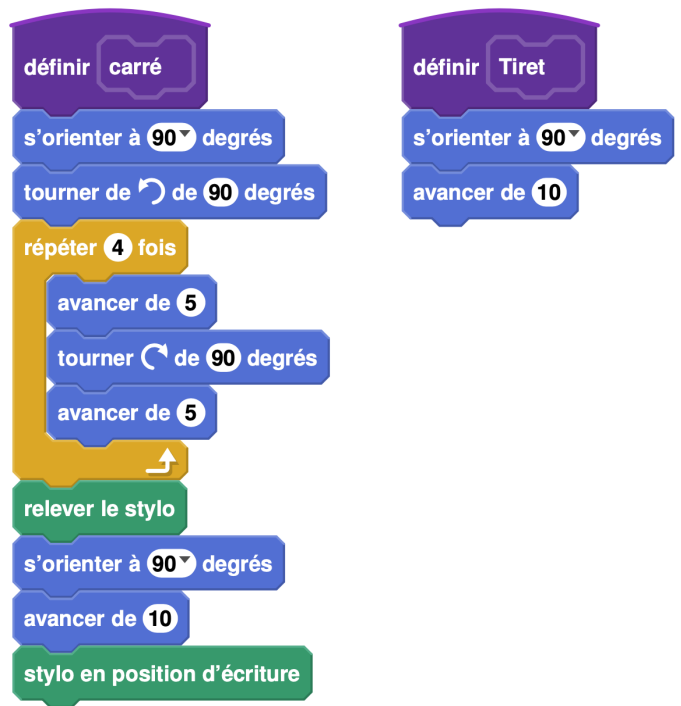 définir carré
s’orienter à 90 degrés
tourner de de 90 degrés
répéter 4 fois
avancer de 5
tourner de 90 degrés
avancer de 5
relever le stylo
s’orienter à 90 degrés
avancer de 10
stylo en position d’écriture
définir Tiret
s’orienter à 90 degrés
avancer de 10